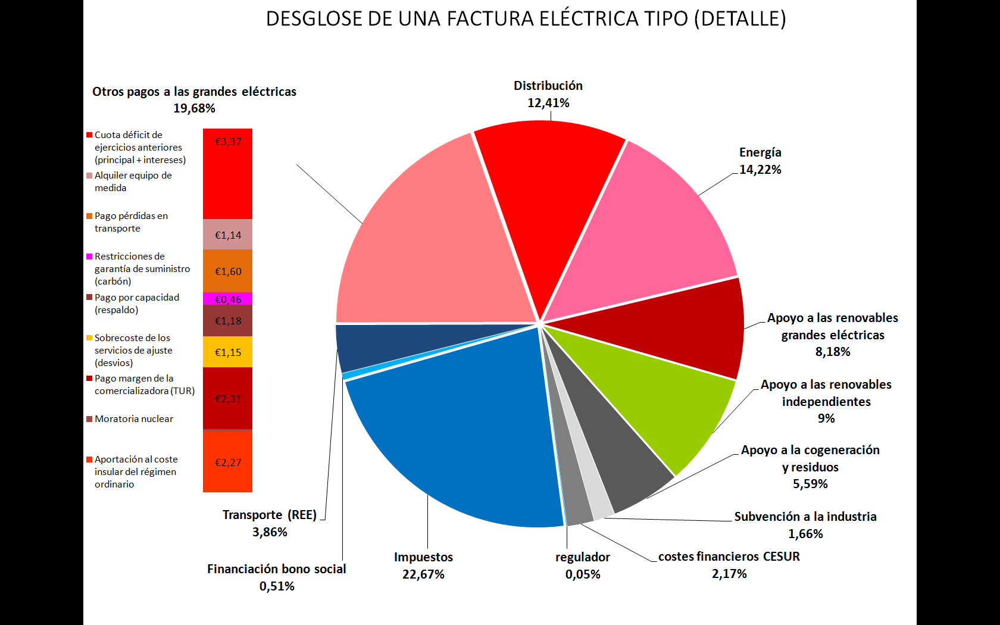 DESGLOSE DE UNA FACTURA ELÉCTRICA TIPO (DETALLE)
Otros pagos a las grandes eléctricas
19,68%
Cuota déficit de
ejercicios anteriores
(principal + intereses)
Alquiler equipo de
medida
Pago pérdidas en
transporte
Restricciones de
garantía de suministro
(carbón)
Pago por capacidad
(respaldo)
Sobrecoste de los
servicios de ajuste
(desvios)
Pago margen de la
comercializadora (TUR)
Moratoria nuclear
Aportación al coste
insular del régimen
ordinario
€3,37
€1,14
€1,60
€0,46
€1,18
€1,15
€2,31
€2,27
Distribución
12,41%
Energía
14,22%
Apoyo a las renovables
grandes eléctricas
8,18%
Apoyo a las renovables
independientes
9%
Apoyo a la cogeneración
y residuos
5,59%
Subvención a la industria
1,66%
costes financieros CESUR
2,17%
regulador
0,05%
Impuestos
22,67%
Financiación bono social
0,51%
Transporte (REE)
3,86%